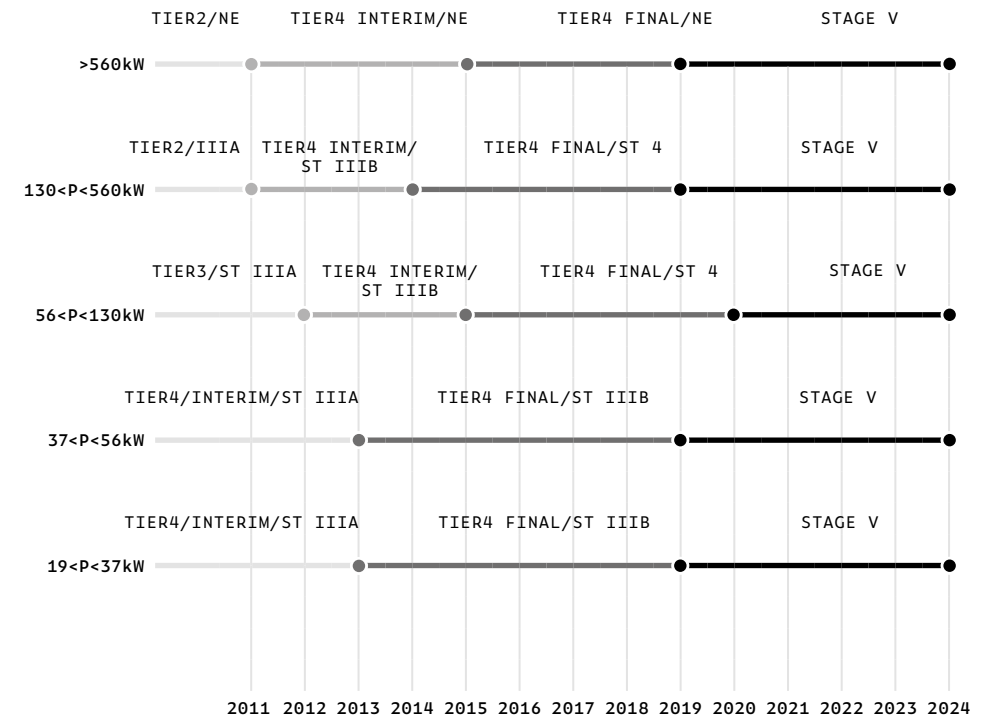 TIER2/NE TIER4 INTERIM/NE TIER4 FINAL/NE STAGE V
>560kW
TIER2/IIIA TIER4 INTERIM/ TIER4 FINAL/ST 4 STAGE V
ST IIIB
130<P<560kW
TIER3/ST IIIA TIER4 INTERIM/ TIER4 FINAL/ST 4 STAGE V
ST IIIB
56<P<130kW
TIER4/INTERIM/ST IIIA TIER4 FINAL/ST IIIB STAGE V
37<P<56kW
TIER4/INTERIM/ST IIIA TIER4 FINAL/ST IIIB STAGE V
19<P<37kW
2011 2012 2013 2014 2015 2016 2017 2018 2019 2020 2021 2022 2023 2024